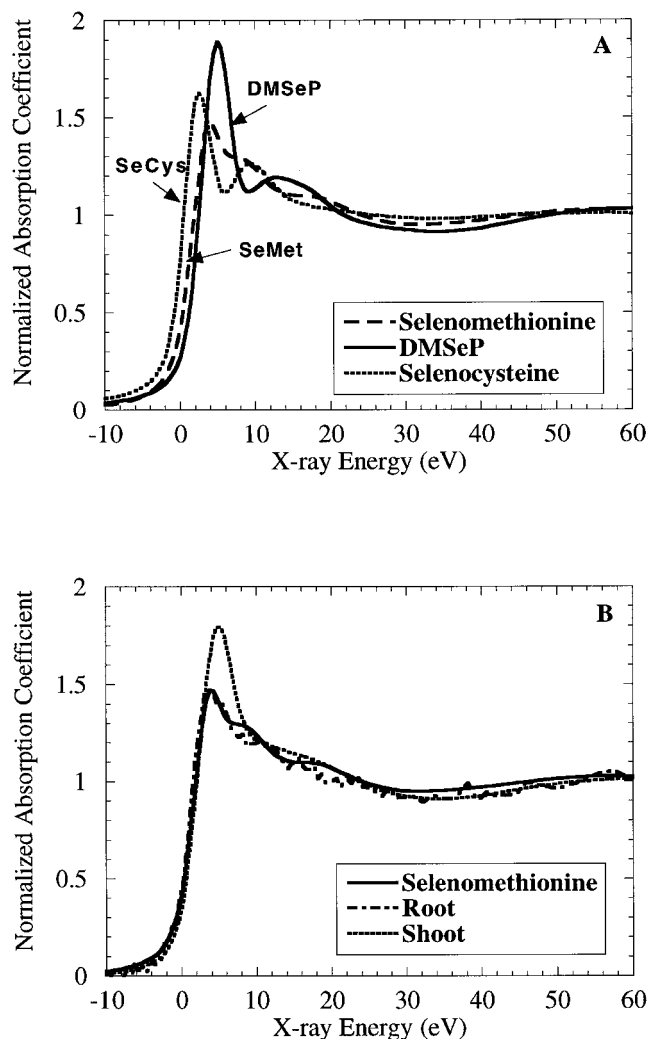 2
A
DMSeP
1.5
SeCys
1
SeMet
0.5
Selenomethionine
DMSeP
Selenocysteine
0
-10 0 10 20 30 40 50 60
X-ray Energy (eV)
Normalized Absorption Coefficient
2
B
1.5
1
0.5
Selenomethionine
Root
Shoot
0
-10 0 10 20 30 40 50 60
X-ray Energy (eV)
Normalized Absorption Coefficient